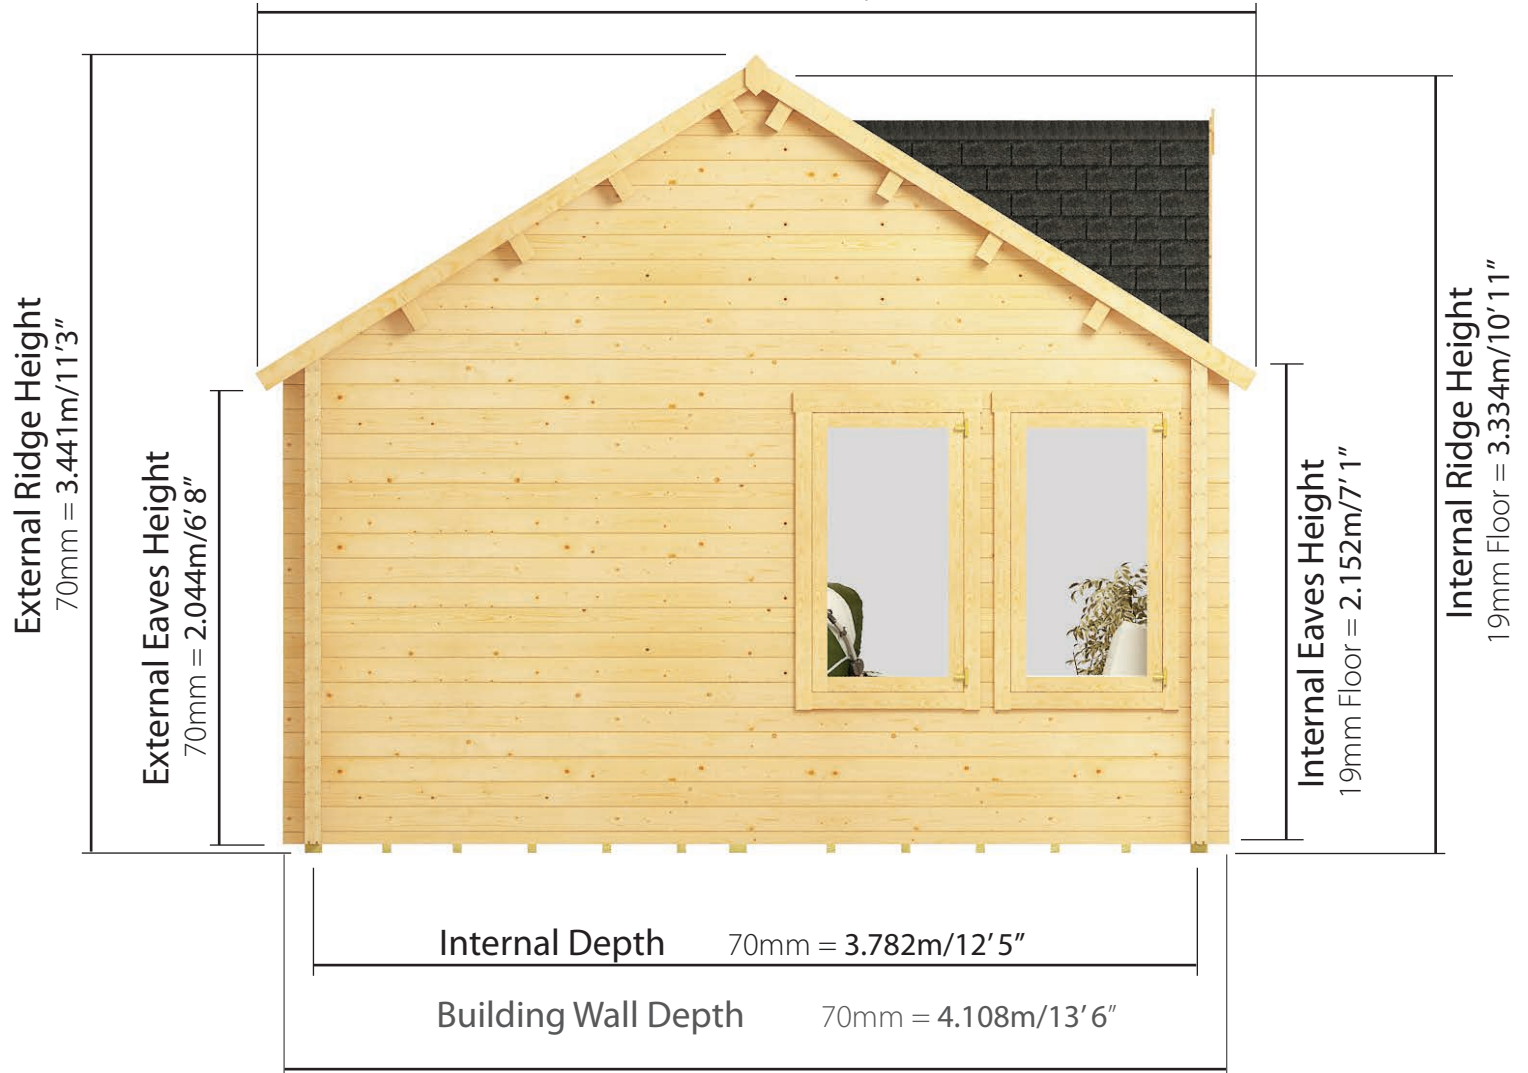 External Ridge Height
70mm = 3.441m/11'3"
External Eaves Height
70mm = 2.044m/6'8"
Internal Eaves Height
19mm Floor = 2.152m/7'1"
Internal Ridge Height
19mm Floor = 3.334m/10'11"
Internal Depth 70mm = 3.782m/12'5"
Building Wall Depth 70mm = 4.108m/13'6"